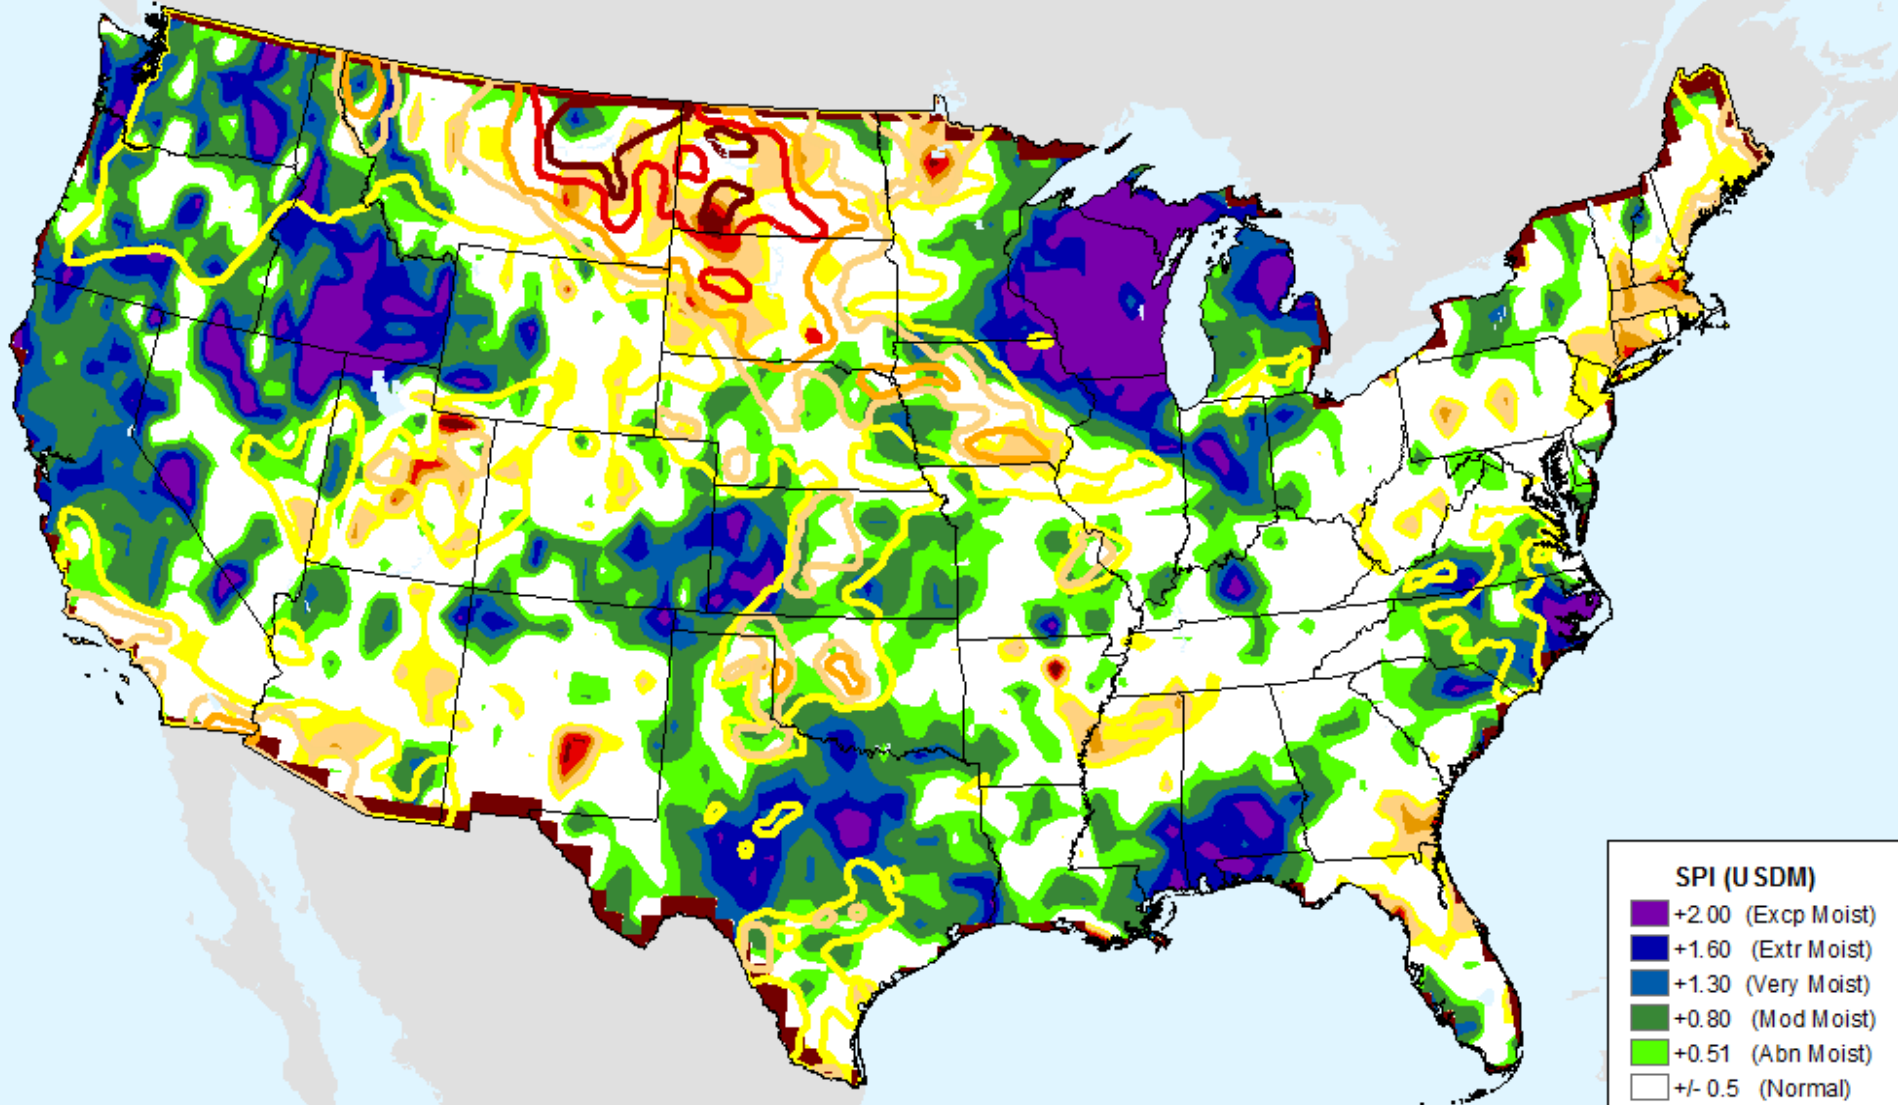 SPI (USDM)
+2.00 (Excp Moist)
+1.60 (Extr Moist)
+1.30 (Very Moist)
+0.80 (Mod Moist)
+0.51 (Abn Moist)
+/- 0.5 (Normal)